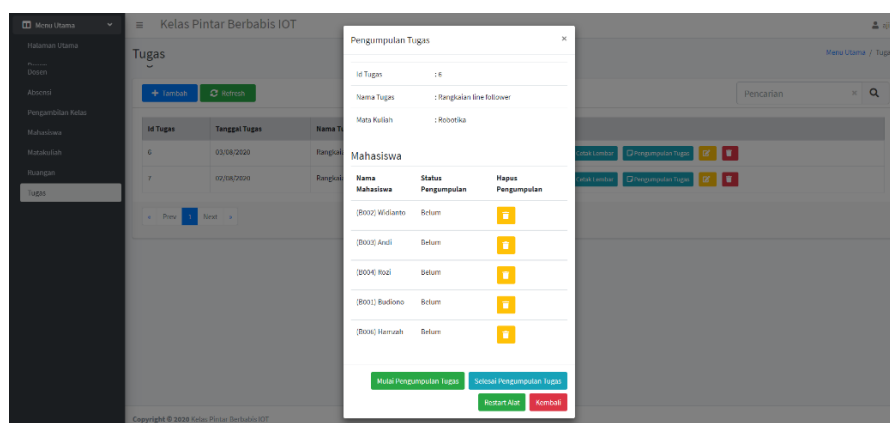 Menu Utama
Kelas Pintar Berbabis IOT
Halaman Utama
Dosen
Absensi
Pengambilan Kelas
Mahasiswa
Matakuliah
Ruangan
Tugas
Tugas
Menu Utama / Tuga
+ Tambah
Refresh
Pencarian
Id Tugas
Tanggal Tugas
Nama Tu
6
03/08/2020
Rangkai
Cetak Lembar
Pengumpulan Tugas
7
02/08/2020
Rangkai
Cetak Lembar
Pengumpulan Tugas
« Prev 1 Next »
Pengumpulan Tugas ×
Id Tugas : 6
Nama Tugas : Rangkaian line follower
Mata Kuliah : Robotika
Mahasiswa
Nama Mahasiswa
Status Pengumpulan
Hapus Pengumpulan
(B002) Widianto Belum
(B003) Andi Belum
(B004) Rozi Belum
(B001) Budiono Belum
(B006) Hamzah Belum
Mulai Pengumpulan Tugas
Selesai Pengumpulan Tugas
Restart Alat
Kembali
Copyright © 2020 Kelas Pintar Berbabis IOT